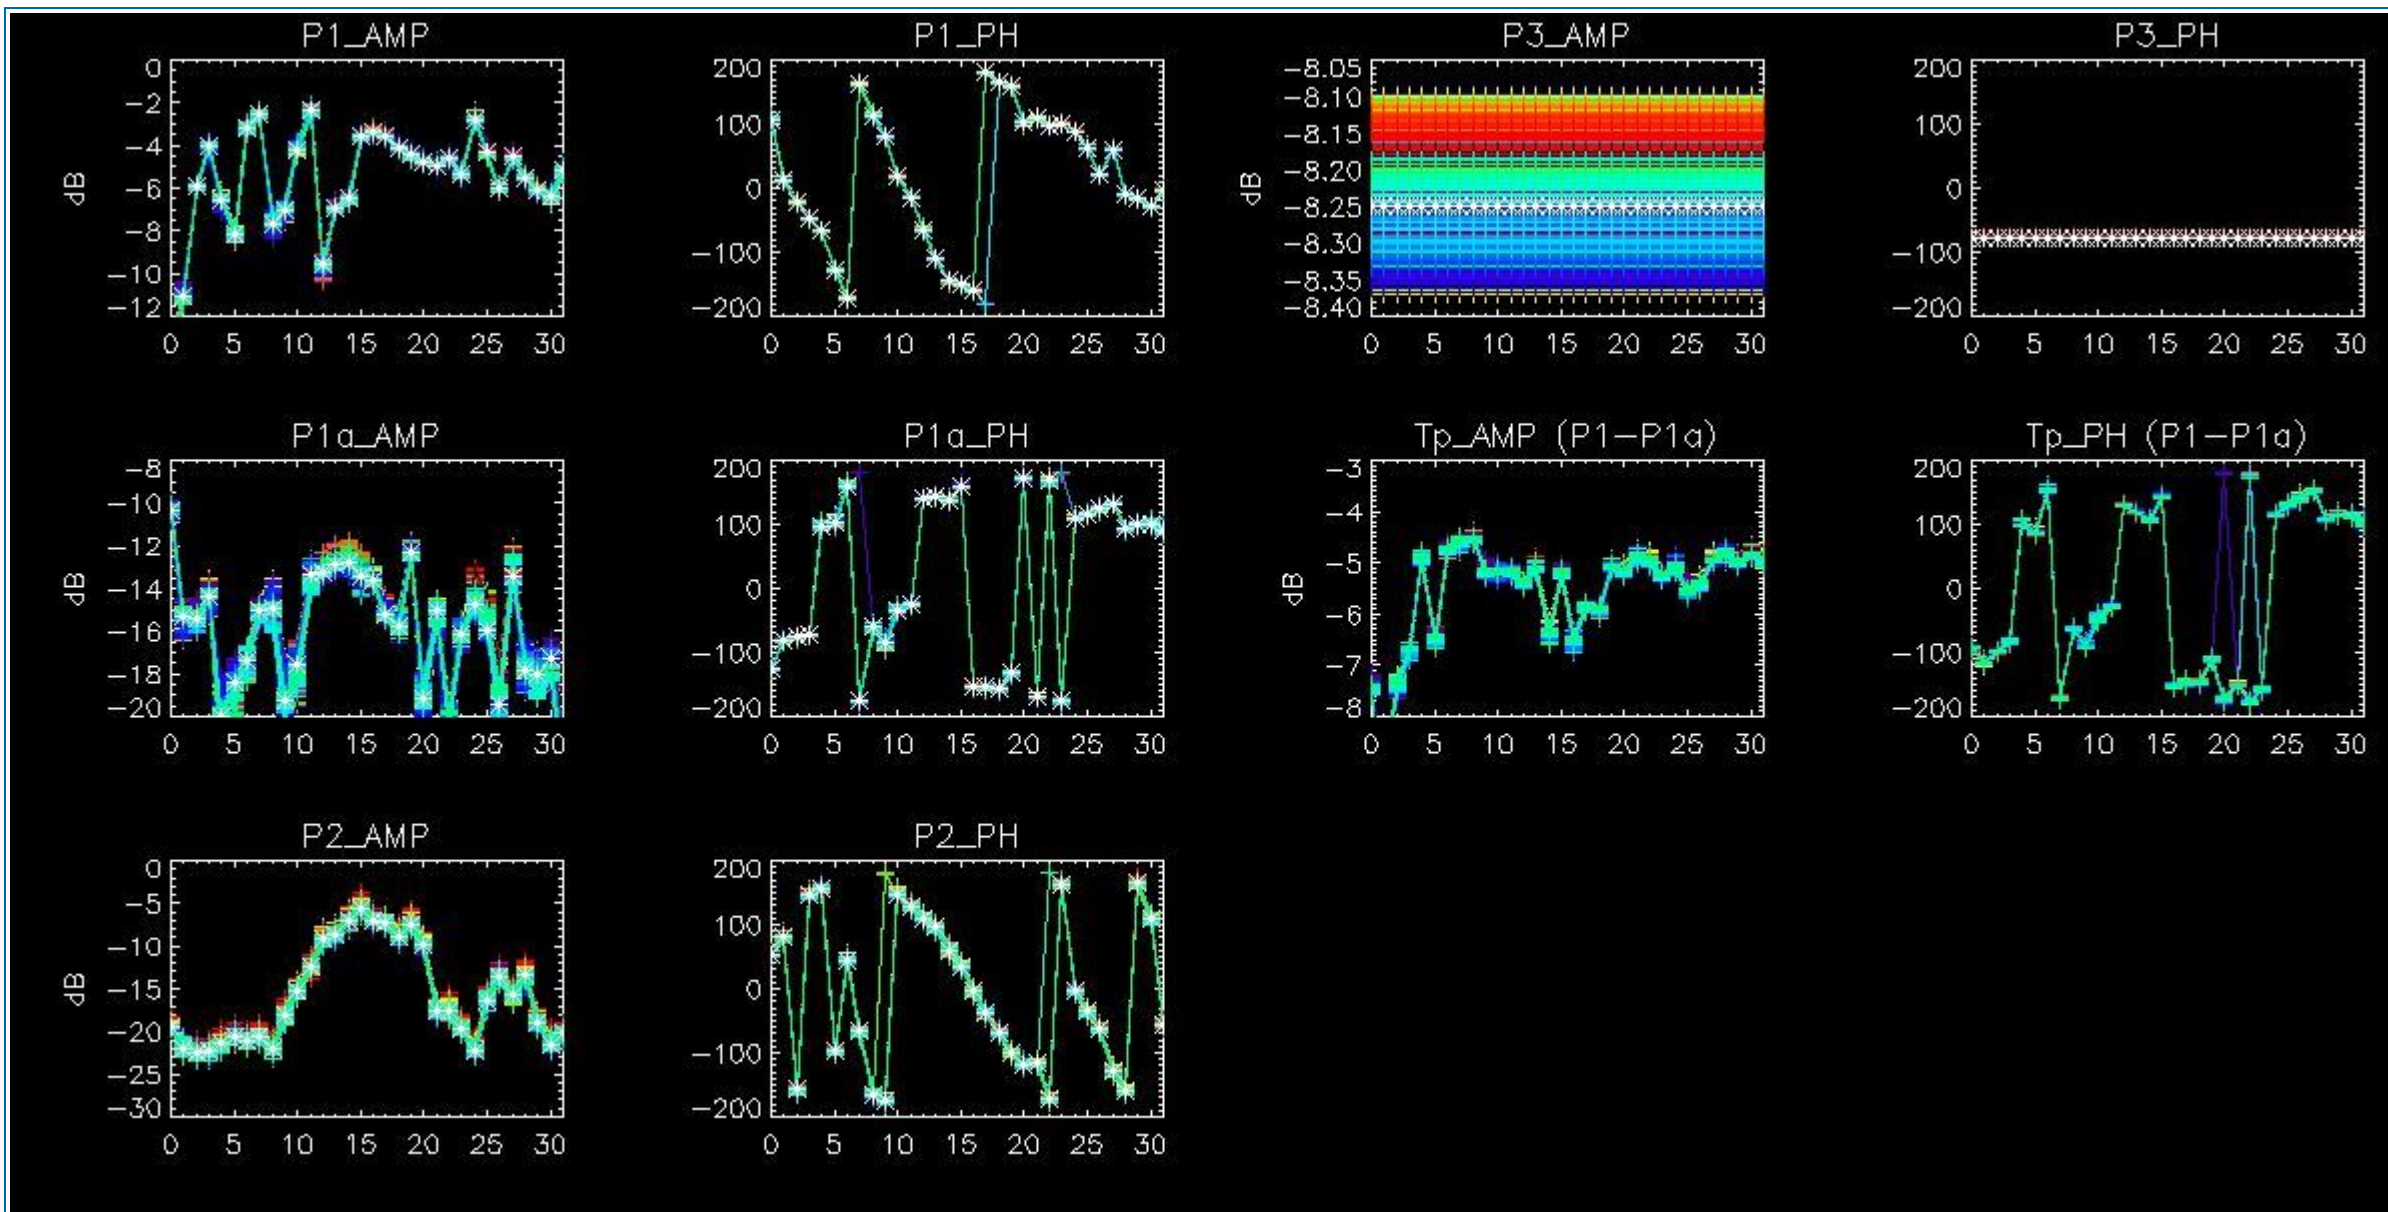 P1_AMP P1_PH P3_AMP P3_PH
0 200 -8.05 200
-2 100 -8.10 100
-4 0 -8.15 0
-6 -100 -8.20 -100
-8 -200 -8.25 -200
-10 -8.30
-12 -8.35
-8.40
dB dB
0 5 10 15 20 25 30 0 5 10 15 20 25 30 0 5 10 15 20 25 30 0 5 10 15 20 25 30
P1a_AMP P1a_PH Tp_AMP (P1-P1a) Tp_PH (P1-P1a)
-8 200 -3 200
-10 100 -4 100
-12 0 -5 0
-14 -100 -6 -100
-16 -200 -7 -200
-18 -8
-20
dB dB
0 5 10 15 20 25 30 0 5 10 15 20 25 30 0 5 10 15 20 25 30 0 5 10 15 20 25 30
P2_AMP P2_PH
0 200
-5 100
-10 0
-15 -100
-20 -200
-25
-30
dB
0 5 10 15 20 25 30 0 5 10 15 20 25 30